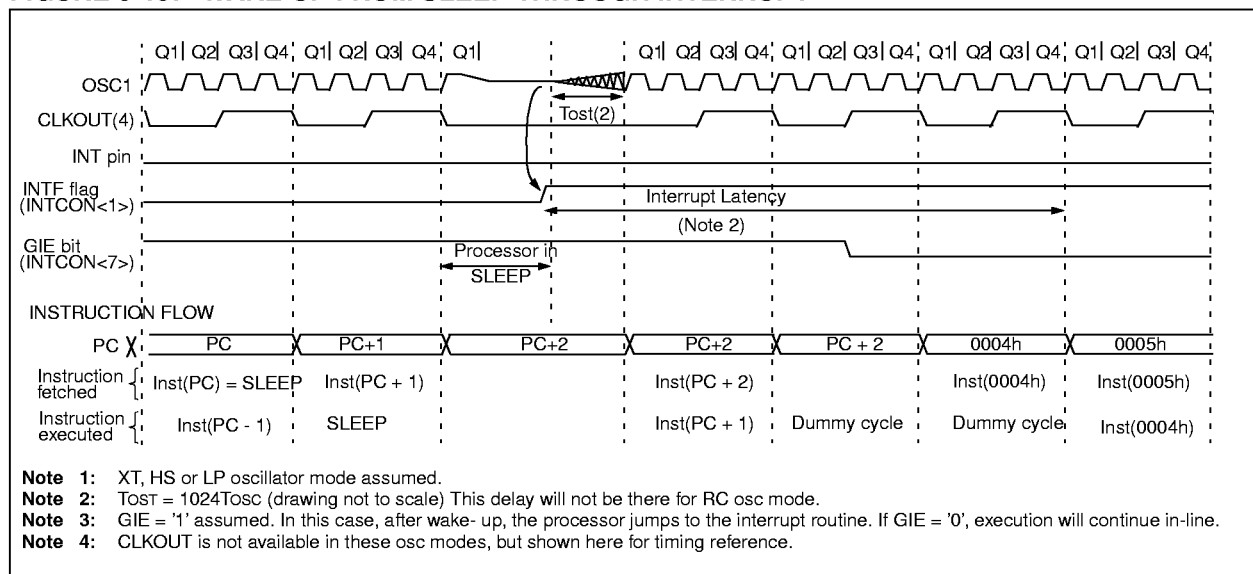 Q1| Q2| Q3| Q4 Q1| Q2| Q3| Q4 Q1| Q1| Q2| Q3| Q4 Q1| Q2| Q3| Q4 Q1| Q2| Q3| Q4 Q1| Q2| Q3| Q4
OSC1
Tost(2)
CLKOUT(4)
INT pin
INTF flag
(INTCON<1>)
Interrupt Latency
(Note 2)
GIE bit
(INTCON<7>)
Processor in
SLEEP
INSTRUCTION FLOW
PC PC PC+1 PC+2 PC+2 PC + 2 0004h 0005h
Instruction
fetched
Inst(PC) = SLEEP Inst(PC + 1) Inst(PC + 2) Inst(0004h) Inst(0005h)
Instruction
executed
Inst(PC - 1) SLEEP Inst(PC + 1) Dummy cycle Dummy cycle Inst(0004h)
Note 1: XT, HS or LP oscillator mode assumed.
Note 2: TOST = 1024TOSC (drawing not to scale) This delay will not be there for RC osc mode.
Note 3: GIE = '1' assumed. In this case, after wake- up, the processor jumps to the interrupt routine. If GIE = '0', execution will continue in-line.
Note 4: CLKOUT is not available in these osc modes, but shown here for timing reference.